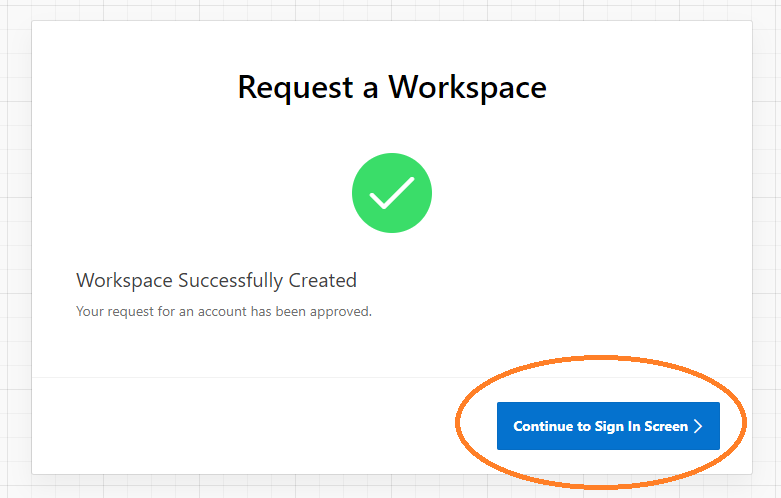 Request a Workspace
Workspace Successfully Created
Your request for an account has been approved.
Continue to Sign In Screen